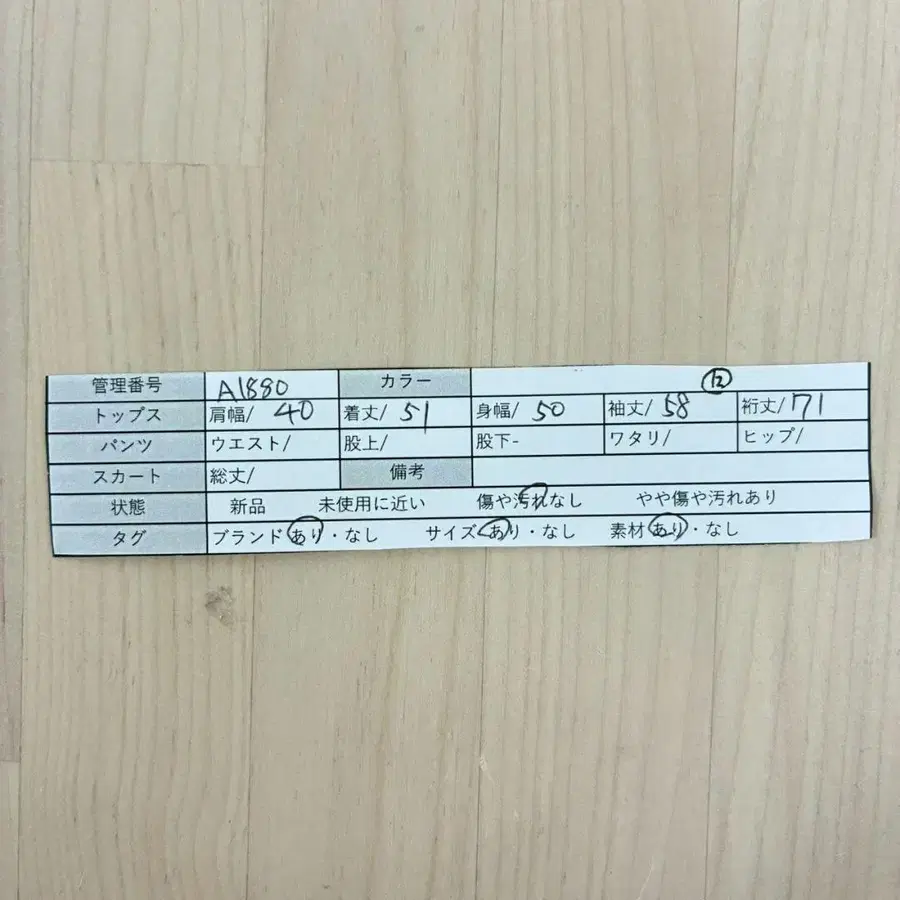 管理番号 A1880 カラー ⑫
トップス 肩幅/ 40 着丈/ 51 身幅/ 50 袖丈/ 58 裄丈/ 71
パンツ ウエスト/ 股上/ 股下- ワタリ/ ヒップ/
スカート 総丈/ 備考
状態 新品 未使用に近い 傷や汚れなし やや傷や汚れあり
タグ ブランド あり・なし サイズ あり・なし 素材 あり・なし